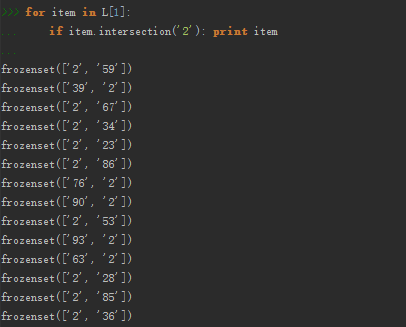 >>> for item in L[1]:
...     if item.intersection('2'): print item
...
frozenset(['2', '59'])
frozenset(['39', '2'])
frozenset(['2', '67'])
frozenset(['2', '34'])
frozenset(['2', '23'])
frozenset(['2', '86'])
frozenset(['76', '2'])
frozenset(['90', '2'])
frozenset(['2', '53'])
frozenset(['93', '2'])
frozenset(['63', '2'])
frozenset(['2', '28'])
frozenset(['2', '85'])
frozenset(['2', '36'])